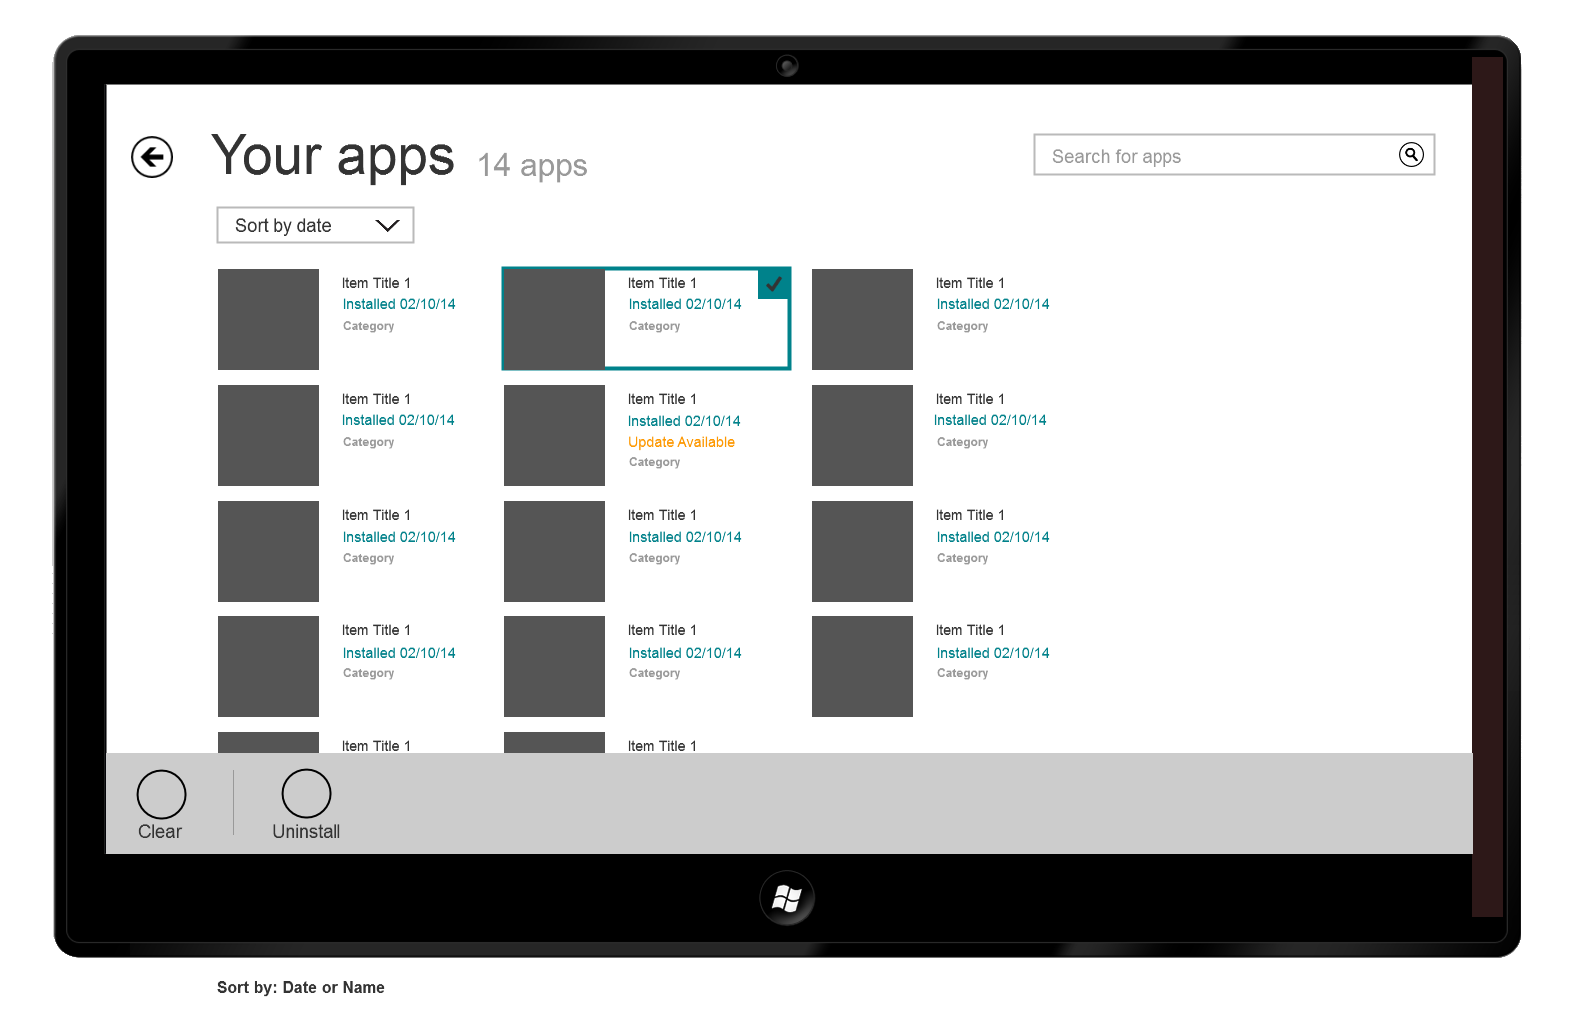 Your apps 14 apps
Search for apps
Sort by date
Item Title 1
Installed 02/10/14
Category
Item Title 1
Installed 02/10/14
Category
Item Title 1
Installed 02/10/14
Category
Item Title 1
Installed 02/10/14
Category
Item Title 1
Installed 02/10/14
Update Available
Category
Item Title 1
Installed 02/10/14
Category
Item Title 1
Installed 02/10/14
Category
Item Title 1
Installed 02/10/14
Category
Item Title 1
Installed 02/10/14
Category
Item Title 1
Installed 02/10/14
Category
Item Title 1
Installed 02/10/14
Category
Item Title 1
Installed 02/10/14
Category
Item Title 1
Item Title 1
Clear
Uninstall
Sort by: Date or Name